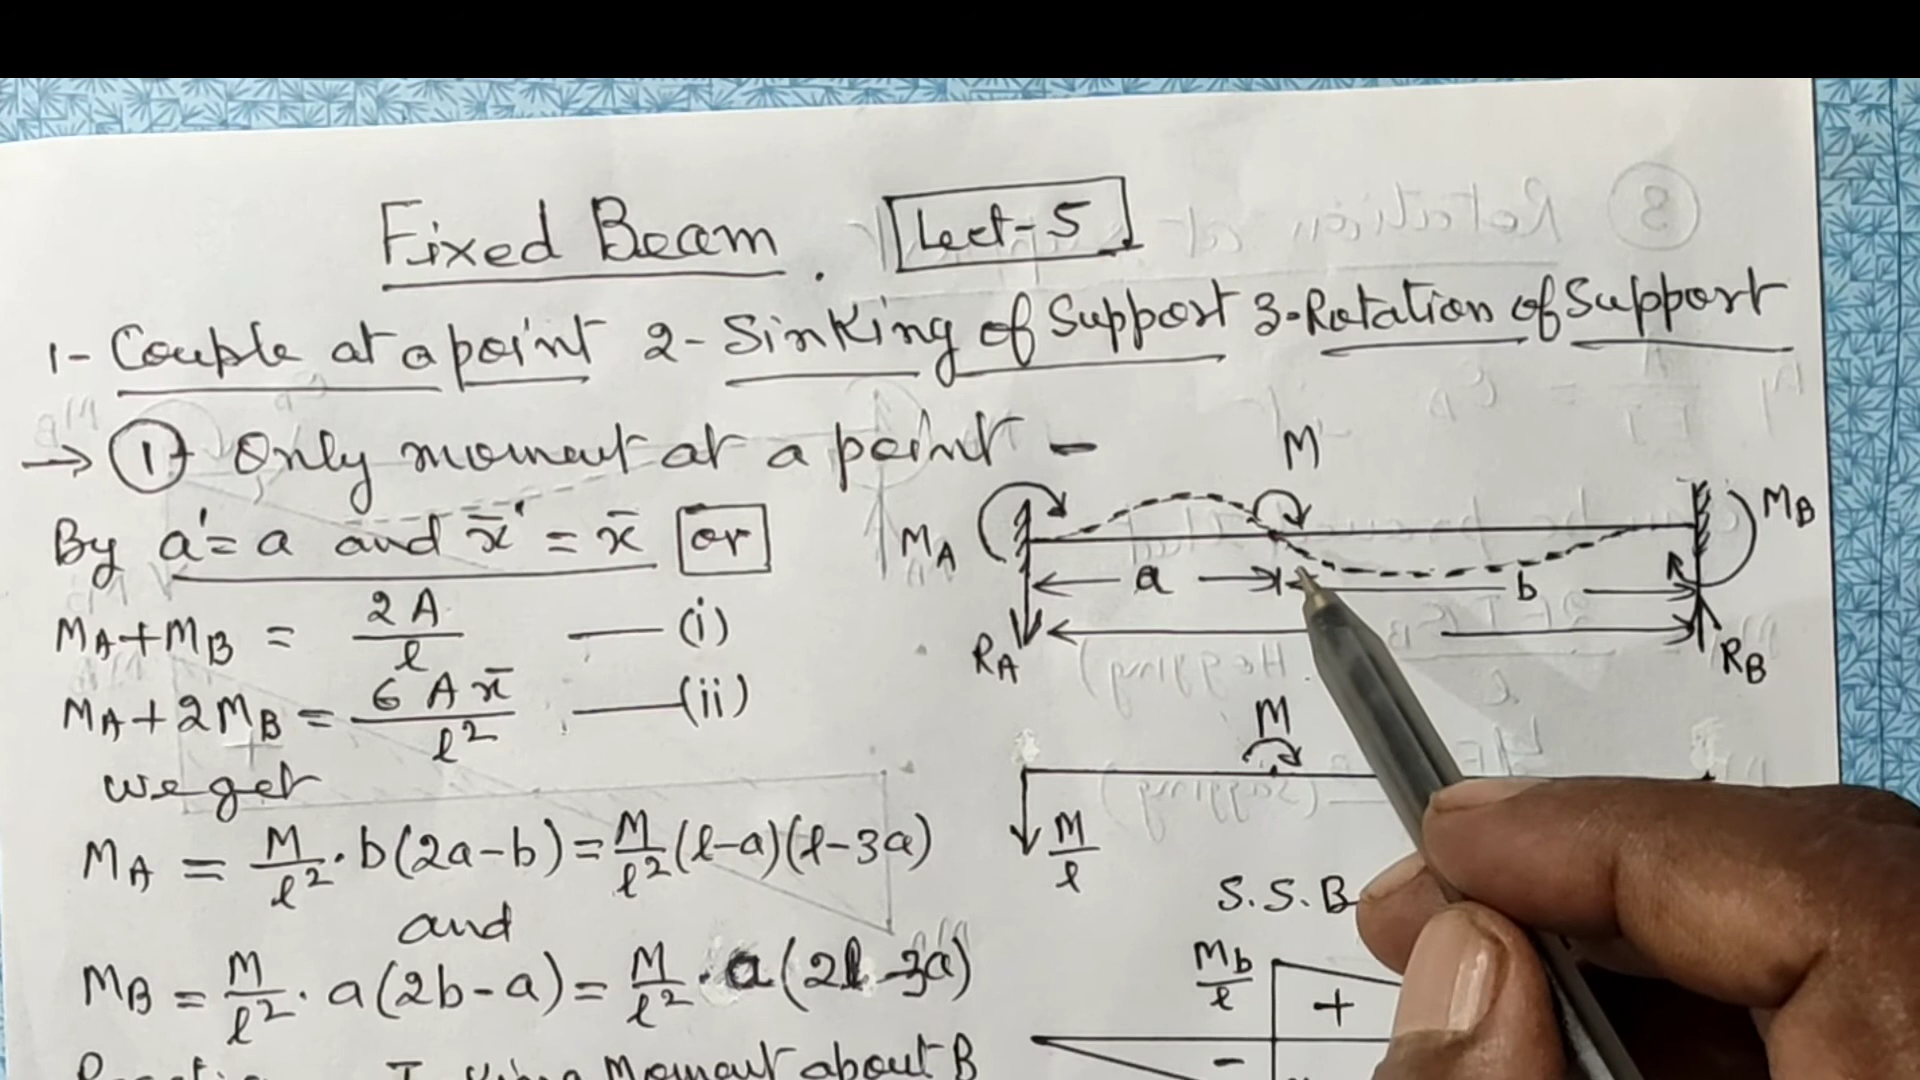 Fixed Beam. Lect-5
1- Couple at a point 2- Sinking of Support 3-Rotation of Support
→ 1 Only moment at a point -
By a' = a and x̄' = x̄ or
M_A + M_B = 2A/l —— (i)
M_A + 2M_B = 6Ax̄/l² —— (ii)
we get
M_A = M/l² · b(2a-b) = M/l² (l-a)(l-3a)
and
M_B = M/l² · a(2b-a) = M/l² · a(2l-3a)
Moment about B
M
M_A M_B
a b
R_A R_B
M
M/l
S.S.B
Mb/l
+
-